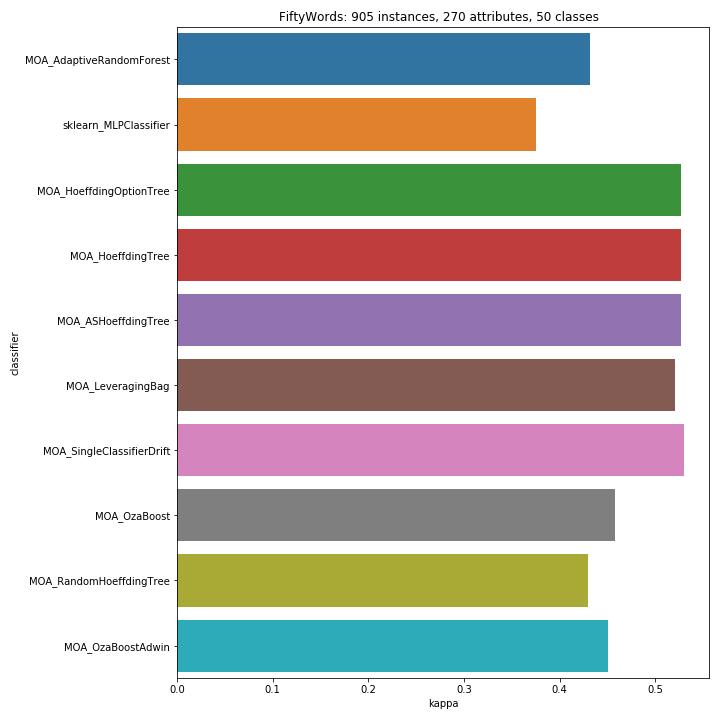 FiftyWords: 905 instances, 270 attributes, 50 classes
classifier
MOA_AdaptiveRandomForest
sklearn_MLPClassifier
MOA_HoeffdingOptionTree
MOA_HoeffdingTree
MOA_ASHoeffdingTree
MOA_LeveragingBag
MOA_SingleClassifierDrift
MOA_OzaBoost
MOA_RandomHoeffdingTree
MOA_OzaBoostAdwin
0.0 0.1 0.2 0.3 0.4 0.5
kappa